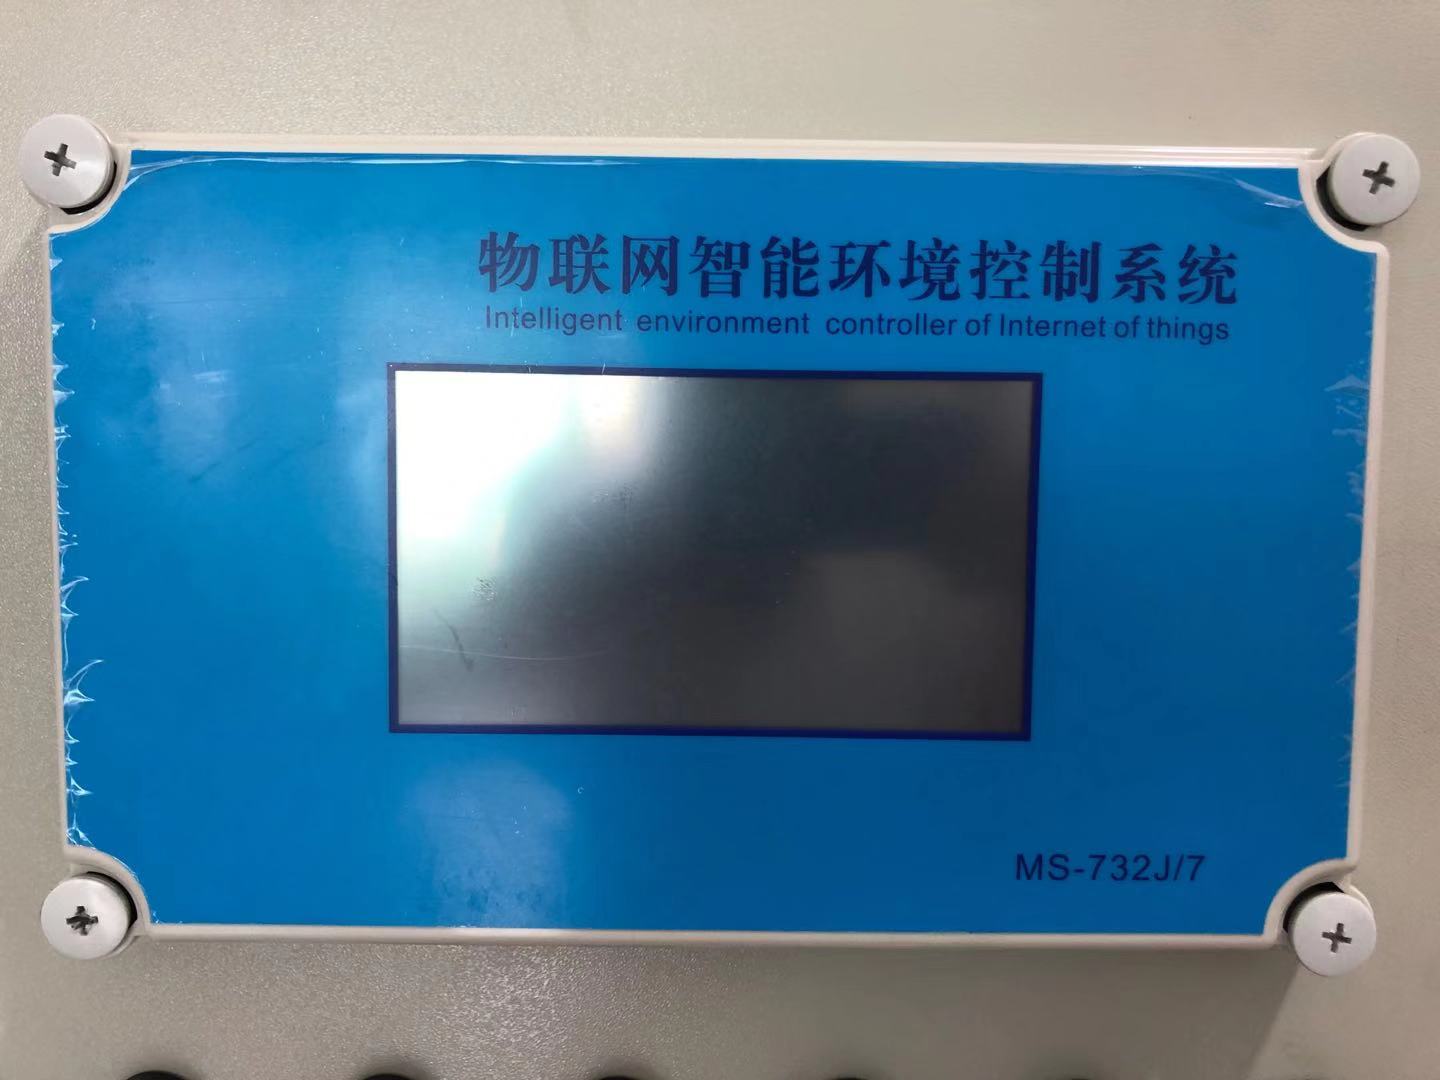 物联网智能环境控制系统
Intelligent environment controller of Internet of things
MS-732J/7